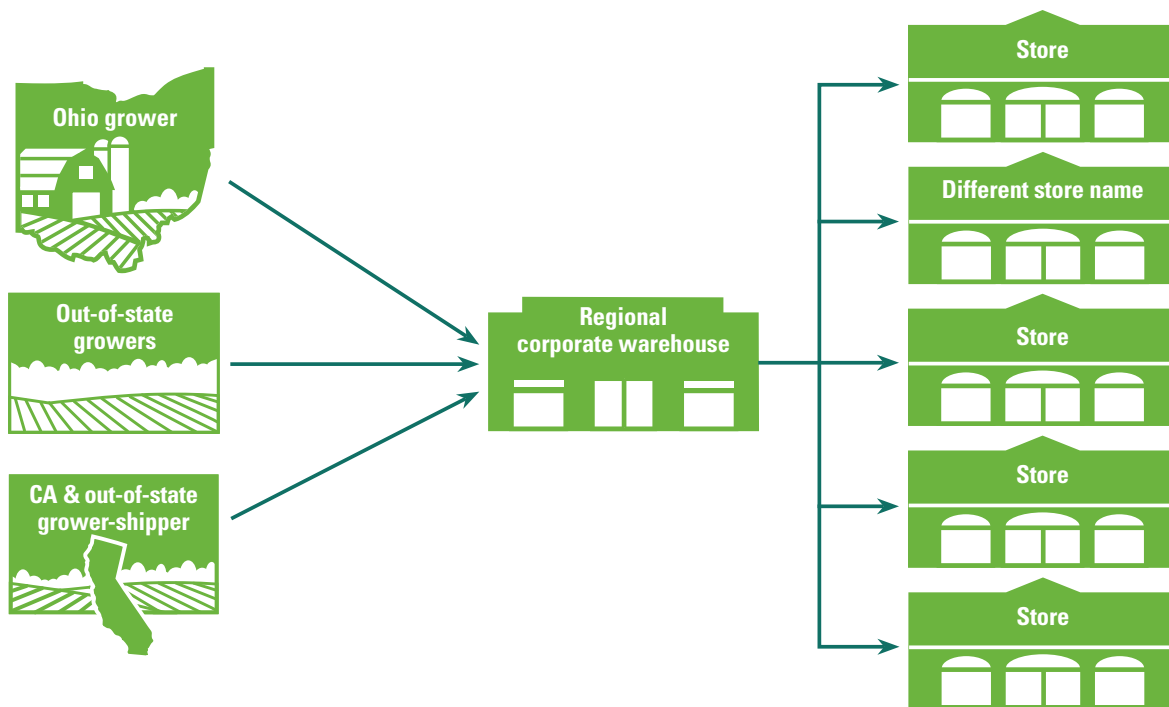 Ohio grower
Out-of-state
growers
CA & out-of-state
grower-shipper
Regional
corporate warehouse
Store
Different store name
Store
Store
Store